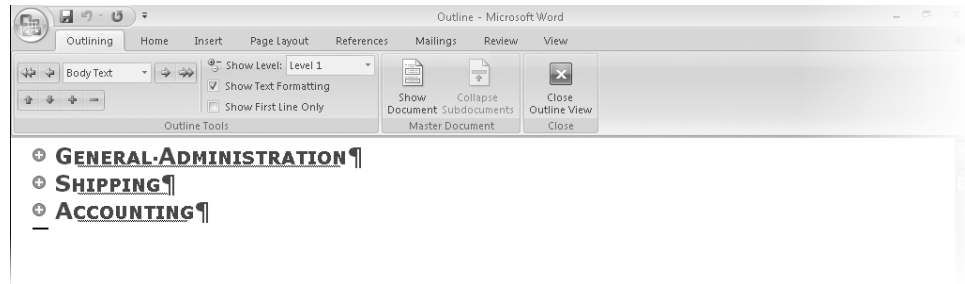 Outline - Microsoft Word
Outlining Home Insert Page Layout References Mailings Review View
Body Text
Show Level: Level 1
Show Text Formatting
Show First Line Only
Outline Tools
Show Document
Collapse Subdocuments
Master Document
Close Outline View
Close
GENERAL·ADMINISTRATION¶
SHIPPING¶
ACCOUNTING¶